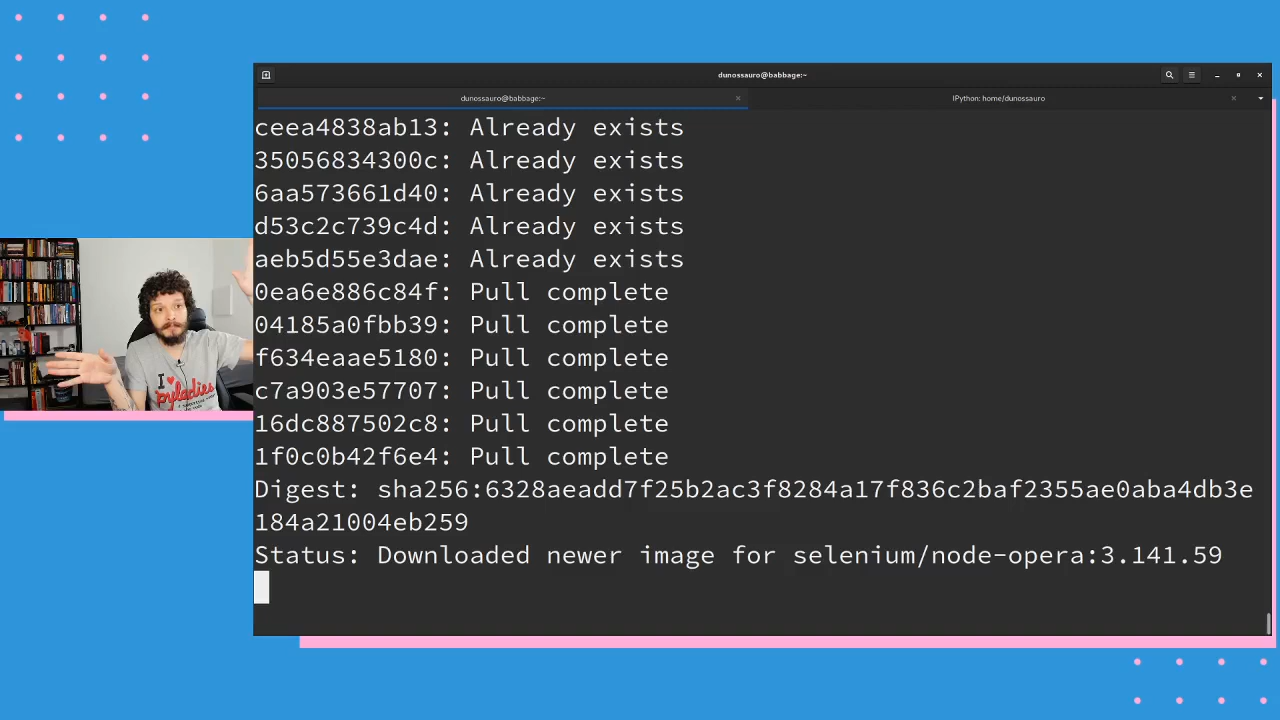 dunossauro@babbage:~
dunossauro@babbage:~
IPython: home/dunossauro
ceea4838ab13: Already exists
35056834300c: Already exists
6aa573661d40: Already exists
d53c2c739c4d: Already exists
aeb5d55e3dae: Already exists
0ea6e886c84f: Pull complete
04185a0fbb39: Pull complete
f634eaae5180: Pull complete
c7a903e57707: Pull complete
16dc887502c8: Pull complete
1f0c0b42f6e4: Pull complete
Digest: sha256:6328aeadd7f25b2ac3f8284a17f836c2baf2355ae0aba4db3e
184a21004eb259
Status: Downloaded newer image for selenium/node-opera:3.141.59
I
pyladies